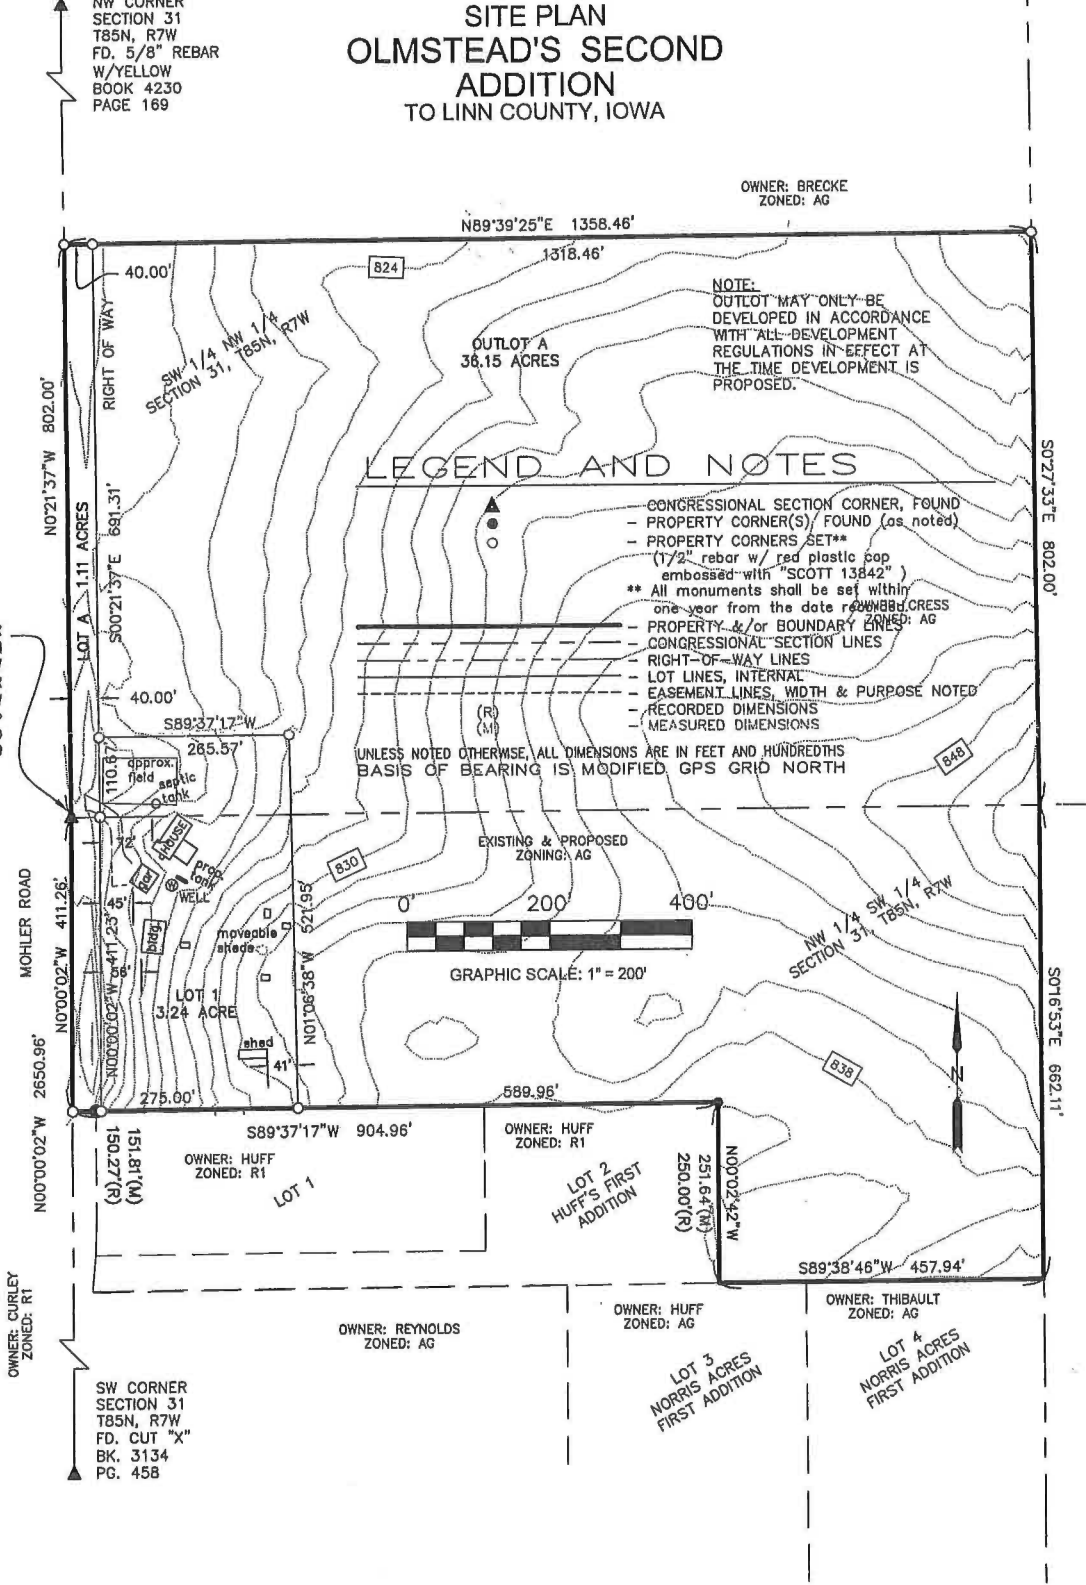 NW CORNER
SECTION 31
T85N, R7W
FD. 5/8" REBAR
W/YELLOW
BOOK 4230
PAGE 169
SITE PLAN
OLMSTEAD'S SECOND
ADDITION
TO LINN COUNTY, IOWA
OWNER: BRECKE
ZONED: AG
N89°39'25"E 1358.46'
1318.46'
40.00'
824
RIGHT OF WAY
SW 1/4 NW 1/4
SECTION 31, T85N, R7W
OUTLOT A
36.15 ACRES
NOTE:
OUTLOT MAY ONLY BE
DEVELOPED IN ACCORDANCE
WITH ALL DEVELOPMENT
REGULATIONS IN EFFECT AT
THE TIME DEVELOPMENT IS
PROPOSED.
N0°21'37"W 802.00'
LOT A 1.11 ACRES
S00°21'37"E 691.31'
S0°27'33"E 802.00'
LEGEND AND NOTES
- CONGRESSIONAL SECTION CORNER, FOUND
- PROPERTY CORNER(S) FOUND (as noted)
- PROPERTY CORNERS SET**
(1/2" rebar w/ red plastic cap
embossed with "SCOTT 13842" )
** All monuments shall be set within
one year from the date recorded.
OWNER: CRESS
ZONED: AG
- PROPERTY &/or BOUNDARY LINES
- CONGRESSIONAL SECTION LINES
- RIGHT-OF-WAY LINES
- LOT LINES, INTERNAL
- EASEMENT LINES, WIDTH & PURPOSE NOTED
(R) - RECORDED DIMENSIONS
(M) - MEASURED DIMENSIONS
UNLESS NOTED OTHERWISE, ALL DIMENSIONS ARE IN FEET AND HUNDREDTHS
BASIS OF BEARING IS MODIFIED GPS GRID NORTH
40.00'
S89°37'17"W
265.57'
110.67'
approx.
field
septic
tank
848
HOUSE
72'
prop.
tank
gar
WELL
45'
bldg.
56'
830
EXISTING & PROPOSED
ZONING: AG
moveable
sheds
0' 200' 400'
GRAPHIC SCALE: 1" = 200'
NW 1/4 SW 1/4
SECTION 31, T85N, R7W
MOHLER ROAD
N0°00'02"W 411.26'
N00°00'02"W 411.23'
LOT 1
3.24 ACRE
N01°06'38"W 521.95'
shed
41'
275.00'
589.96'
838
N
S0°16'53"E 662.11'
S89°37'17"W 904.96'
N00°00'02"W 2650.96'
151.81'(M)
150.27'(R)
OWNER: HUFF
ZONED: R1
LOT 1
OWNER: HUFF
ZONED: R1
LOT 2
HUFF'S FIRST
ADDITION
N00°02'42"W
251.64'(M)
250.00'(R)
S89°38'46"W 457.94'
OWNER: CURLEY
ZONED: R1
OWNER: REYNOLDS
ZONED: AG
OWNER: HUFF
ZONED: AG
OWNER: THIBAULT
ZONED: AG
LOT 3
NORRIS ACRES
FIRST ADDITION
LOT 4
NORRIS ACRES
FIRST ADDITION
SW CORNER
SECTION 31
T85N, R7W
FD. CUT "X"
BK. 3134
PG. 458